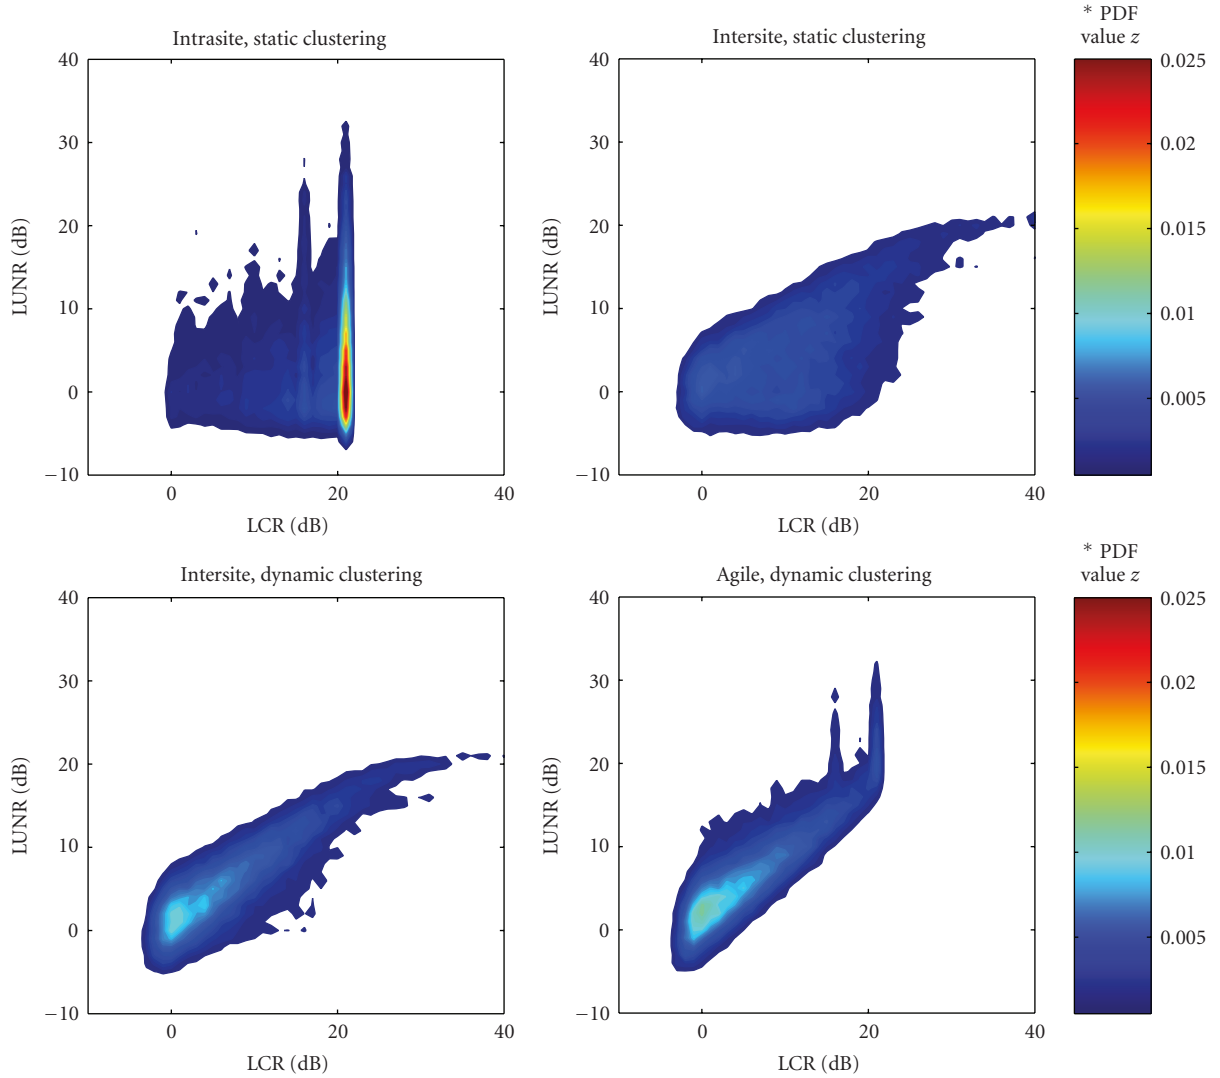 Intrasite, static clustering
40
30
20
10
0
−10
LUNR (dB)
0
20
40
LCR (dB)
Intersite, static clustering
40
30
20
10
0
−10
LUNR (dB)
0
20
40
LCR (dB)
* PDF
value z
0.025
0.02
0.015
0.01
0.005
Intersite, dynamic clustering
40
30
20
10
0
−10
LUNR (dB)
0
20
40
LCR (dB)
Agile, dynamic clustering
40
30
20
10
0
−10
LUNR (dB)
0
20
40
LCR (dB)
* PDF
value z
0.025
0.02
0.015
0.01
0.005